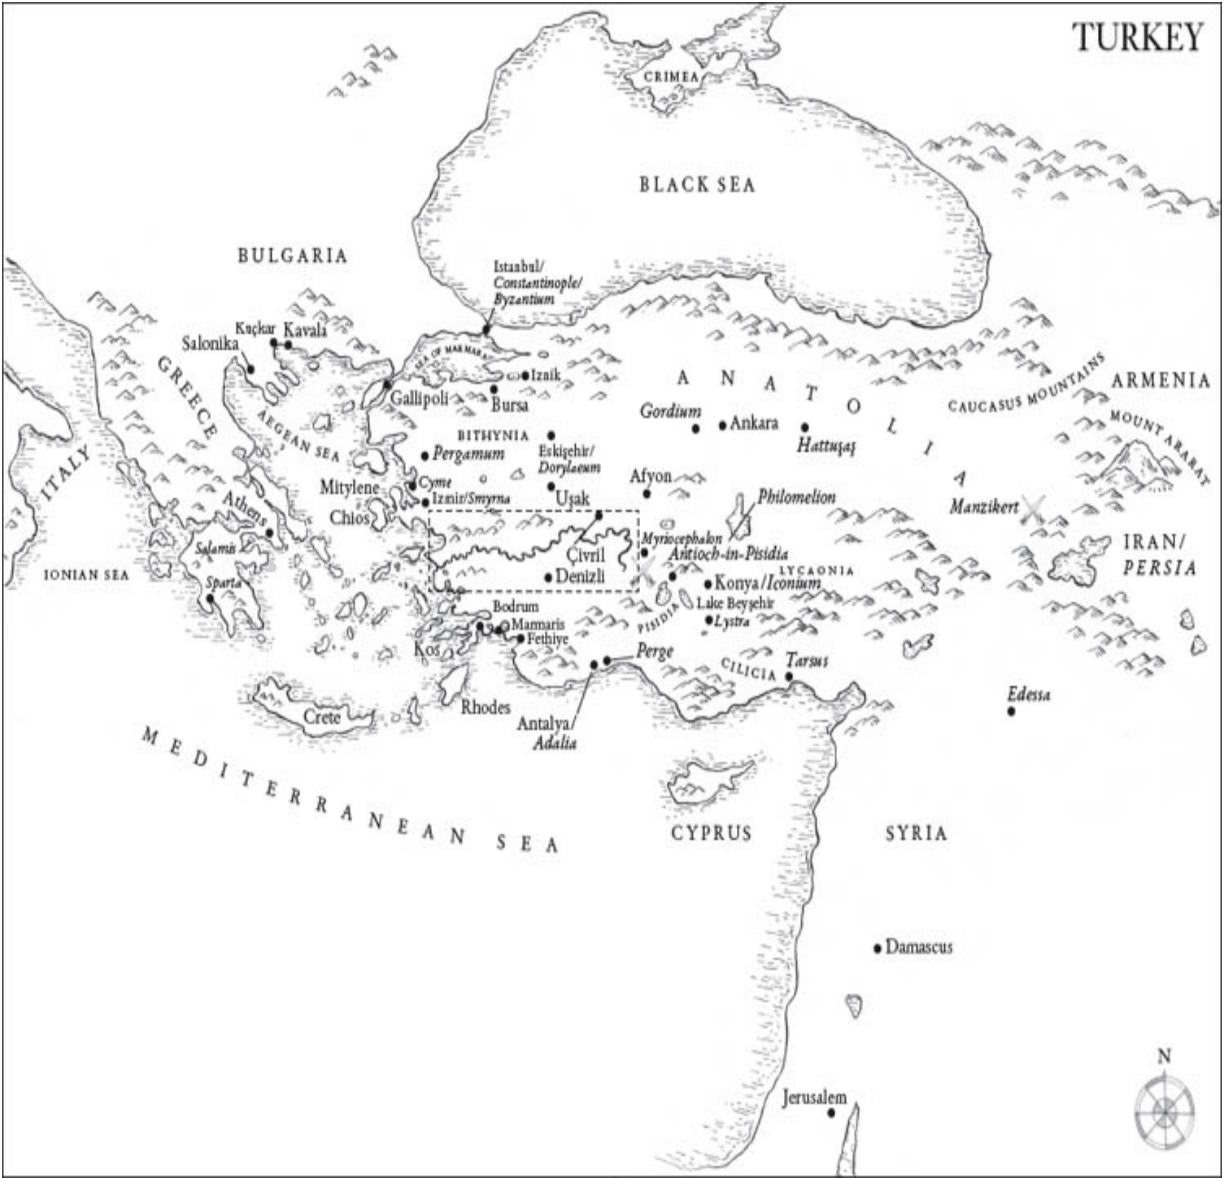 TURKEY
CRIMEA
BLACK SEA
BULGARIA
Istanbul/
Constantinople/
Byzantium
Kuçkar
Kavala
Salonika
SEA OF MARMARA
Iznik
Gallipoli
Bursa
GREECE
AEGEAN SEA
ANATOLIA
CAUCASUS MOUNTAINS
ARMENIA
MOUNT ARARAT
Gordium
Ankara
Hattuşaş
BITHYNIA
Pergamum
Eskişehir/
Dorylaeum
ITALY
Mitylene
Cyme
Izmir/Smyrna
Uşak
Afyon
Philomelion
Manzikert
Athens
Chios
Salamis
Çivril
Myriocephalon
Antioch-in-Pisidia
IRAN/
PERSIA
IONIAN SEA
Sparta
Denizli
LYCAONIA
Konya/Iconium
PISIDIA
Lake Beyşehir
Lystra
Bodrum
Marmaris
Fethiye
Kos
Perge
CILICIA
Tarsus
Edessa
Crete
Rhodes
Antalya/
Adalia
MEDITERRANEAN SEA
CYPRUS
SYRIA
Damascus
Jerusalem
N